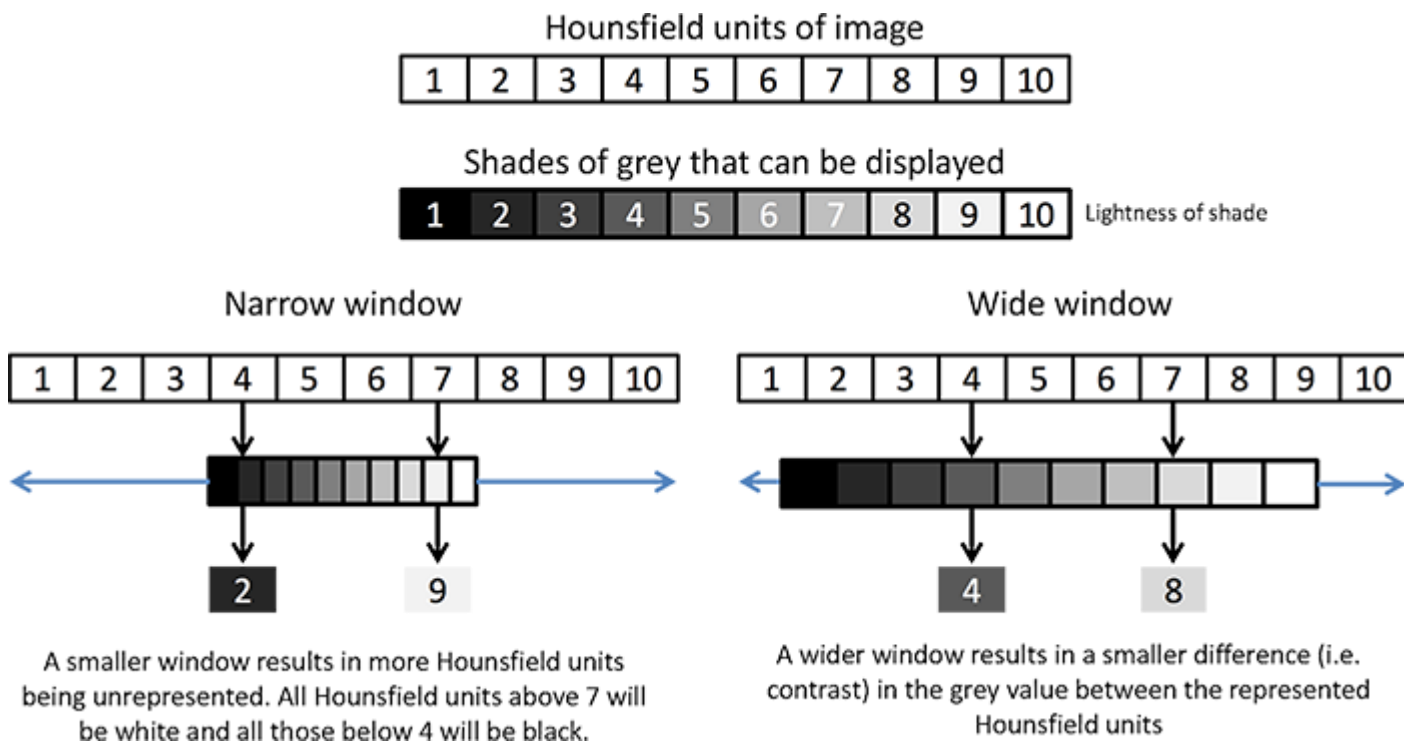 Hounsfield units of image
1 2 3 4 5 6 7 8 9 10
Shades of grey that can be displayed
1 2 3 4 5 6 7 8 9 10 Lightness of shade
Narrow window
1 2 3 4 5 6 7 8 9 10
2 9
A smaller window results in more Hounsfield units
being unrepresented. All Hounsfield units above 7 will
be white and all those below 4 will be black.
Wide window
1 2 3 4 5 6 7 8 9 10
4 8
A wider window results in a smaller difference (i.e.
contrast) in the grey value between the represented
Hounsfield units